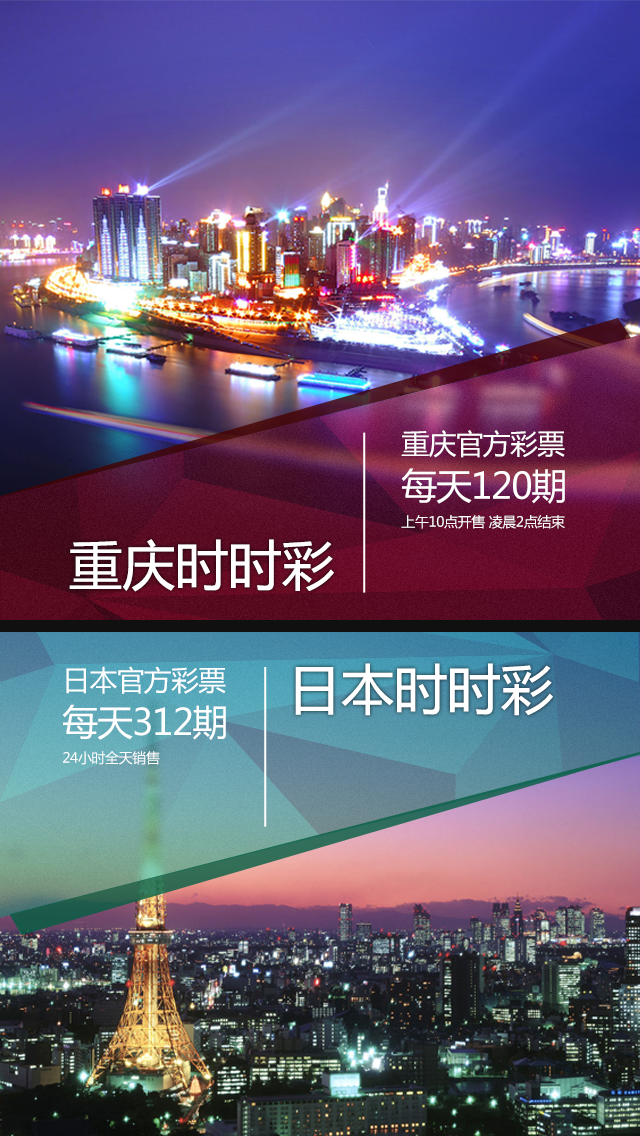 重庆官方彩票
每天120期
上午10点开售 凌晨2点结束
重庆时时彩
日本官方彩票
每天312期
24小时全天销售
日本时时彩